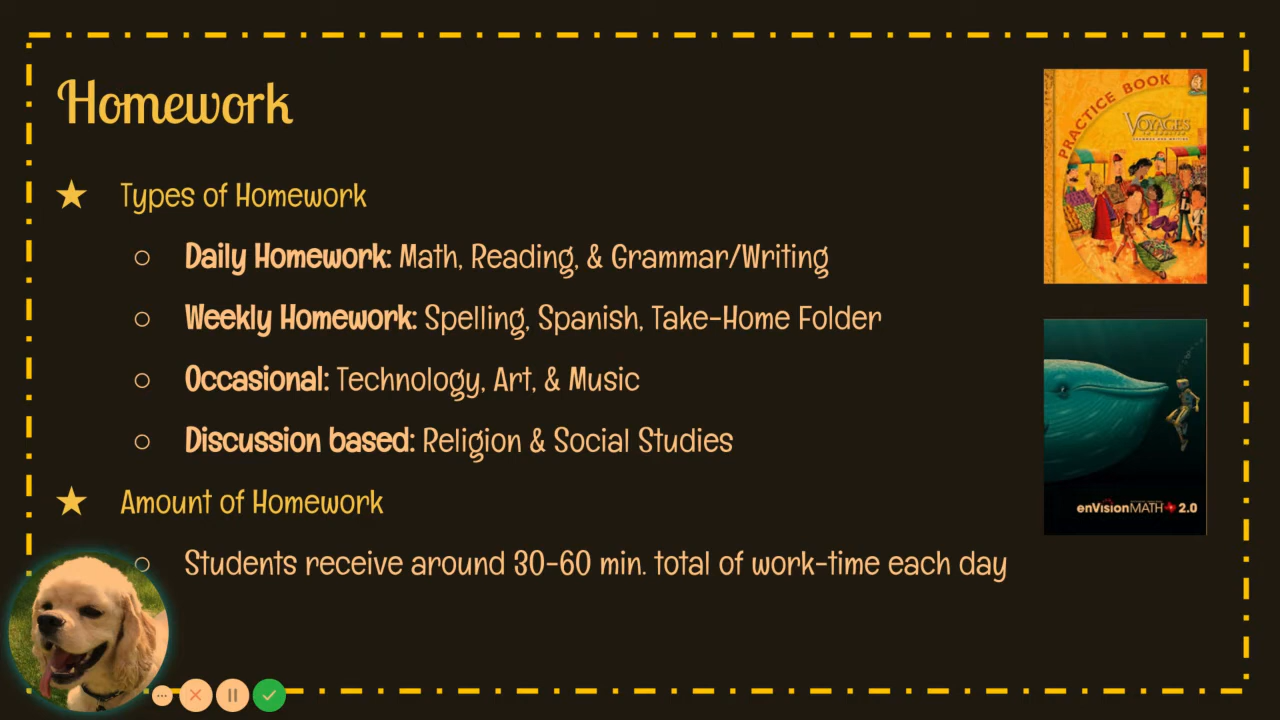 Homework
★ Types of Homework
○ Daily Homework: Math, Reading, & Grammar/Writing
○ Weekly Homework: Spelling, Spanish, Take-Home Folder
○ Occasional: Technology, Art, & Music
○ Discussion based: Religion & Social Studies
★ Amount of Homework
○ Students receive around 30-60 min. total of work-time each day
PRACTICE BOOK
VOYAGES
enVisionMATH 2.0